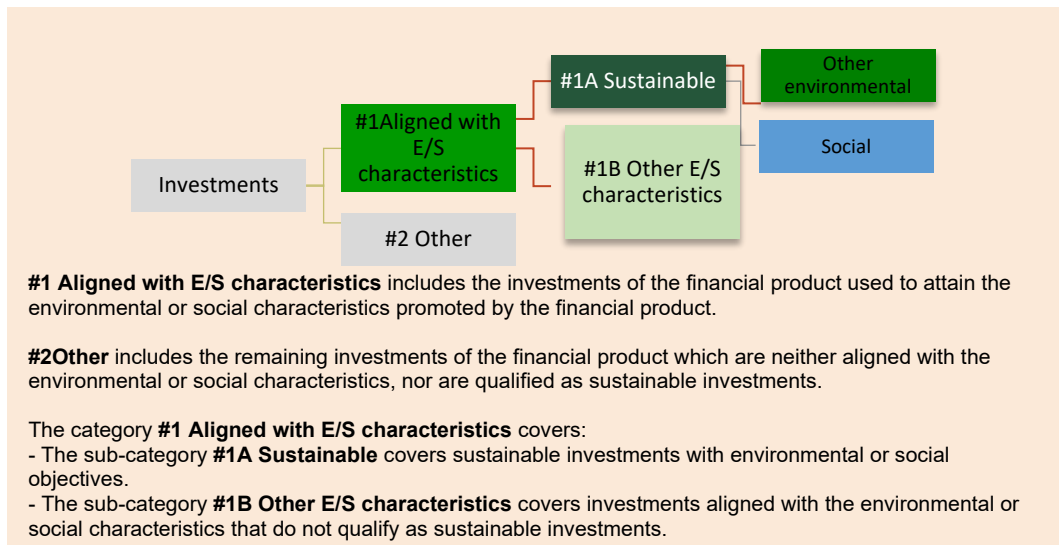 #1A Sustainable
Other
environmental
#1Aligned with
E/S
characteristics
Social
#1B Other E/S
characteristics
Investments
#2 Other
#1 Aligned with E/S characteristics includes the investments of the financial product used to attain the
environmental or social characteristics promoted by the financial product.
#2Other includes the remaining investments of the financial product which are neither aligned with the
environmental or social characteristics, nor are qualified as sustainable investments.
The category #1 Aligned with E/S characteristics covers:
- The sub-category #1A Sustainable covers sustainable investments with environmental or social
objectives.
- The sub-category #1B Other E/S characteristics covers investments aligned with the environmental or
social characteristics that do not qualify as sustainable investments.